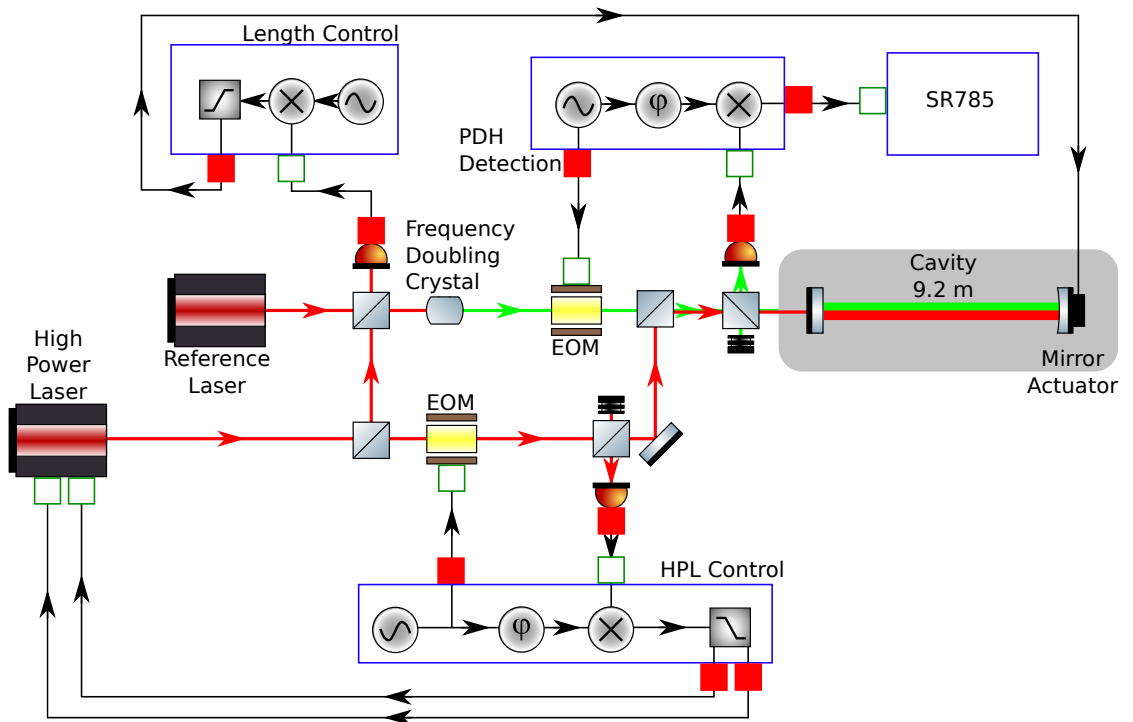 Length Control
PDH
Detection
φ
SR785
Frequency
Doubling
Crystal
Cavity
9.2 m
EOM
Mirror
Actuator
Reference
Laser
High
Power
Laser
EOM
HPL Control
φ